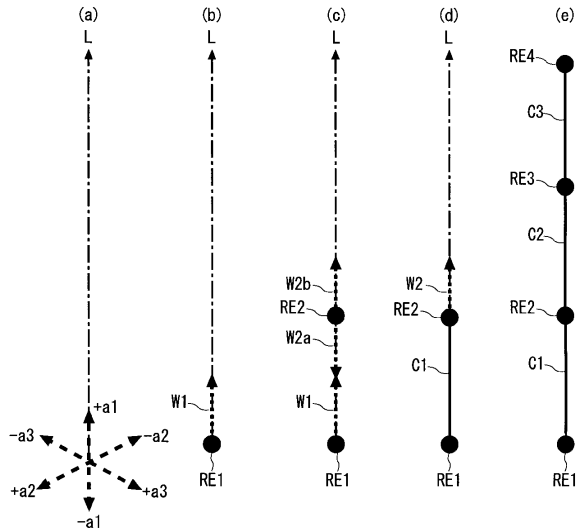 (a) (b) (c) (d) (e)
L L L L
RE4
C3
RE3
C2
W2b W2
RE2 RE2 RE2
W2a
C1 C1
W1 W1
+a1
-a3 -a2
+a2 +a3
-a1
RE1 RE1 RE1 RE1